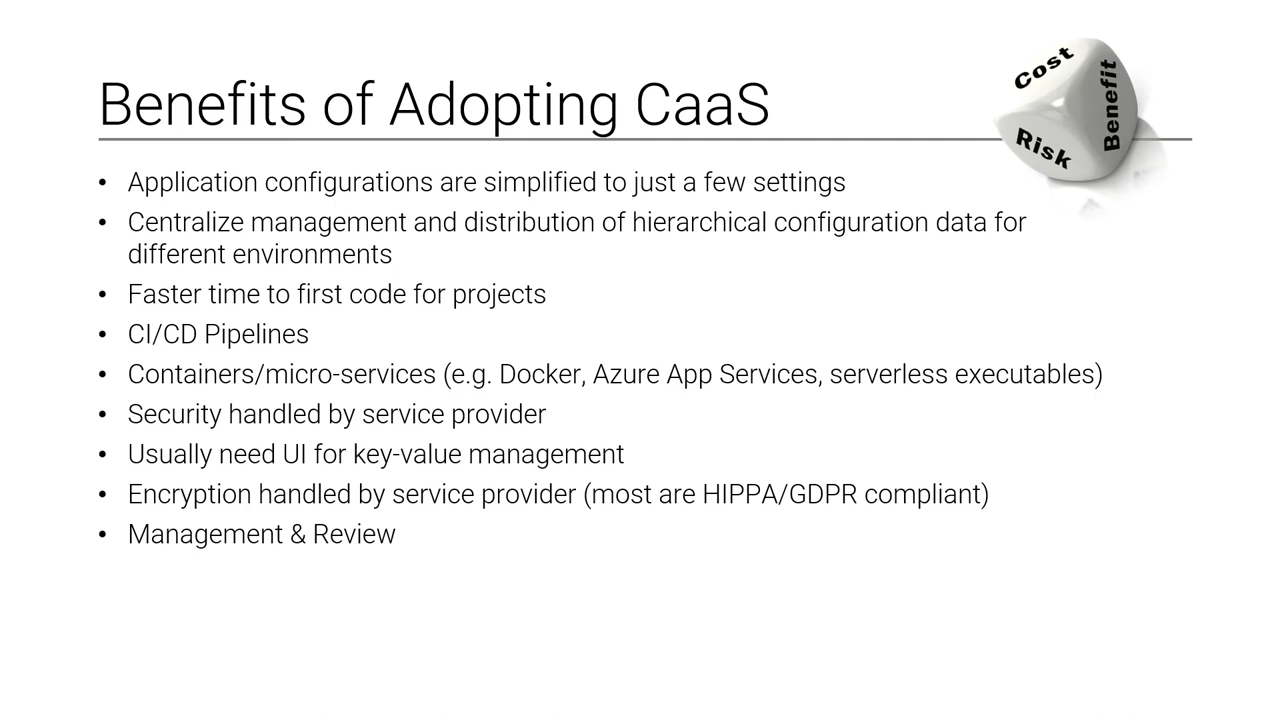 Benefits of Adopting CaaS
Cost
Benefit
Risk
• Application configurations are simplified to just a few settings
• Centralize management and distribution of hierarchical configuration data for
different environments
• Faster time to first code for projects
• CI/CD Pipelines
• Containers/micro-services (e.g. Docker, Azure App Services, serverless executables)
• Security handled by service provider
• Usually need UI for key-value management
• Encryption handled by service provider (most are HIPPA/GDPR compliant)
• Management & Review